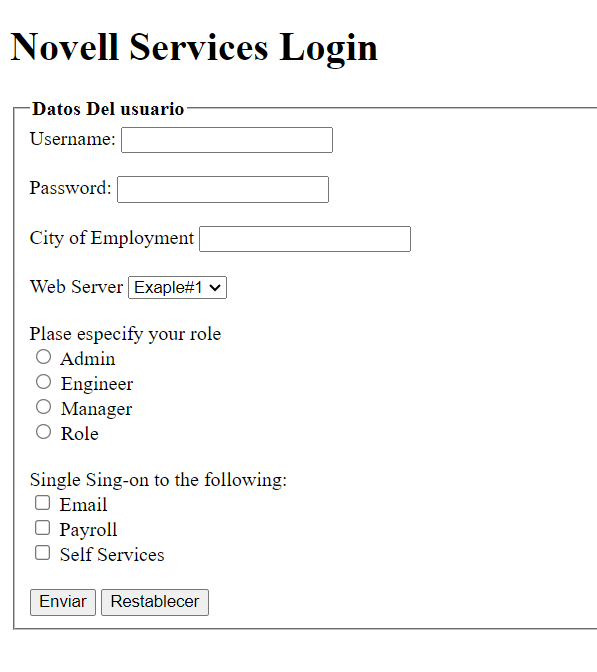 Novell Services Login
Datos Del usuario
Username:
Password:
City of Employment
Web Server Exaple#1
Plase especify your role
Admin
Engineer
Manager
Role
Single Sing-on to the following:
Email
Payroll
Self Services
Enviar Restablecer